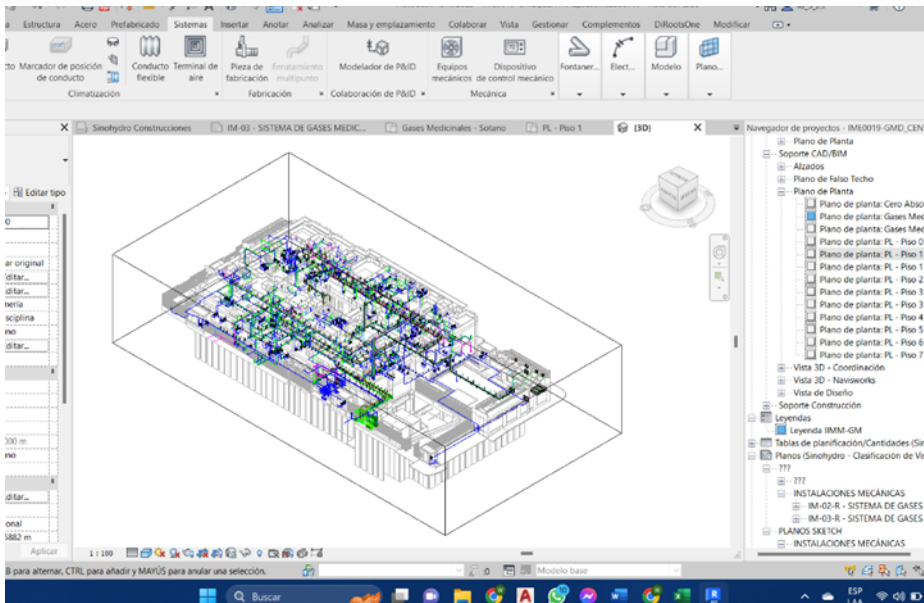 Estructura Acero Prefabricado Sistemas Insertar Anotar Analizar Masa y emplazamiento Colaborar Vista Gestionar Complementos DiRootsOne Modificar
Marcador de posición de conducto
Conducto flexible
Terminal de aire
Pieza de fabricación
Enrutamiento multipunto
Modelador de P&ID
Equipos mecánicos
Dispositivo de control mecánico
Fontaner...
Elect...
Modelo
Plano...
Climatización
Fabricación
Colaboración de P&ID
Mecánica
Sinohydro Construcciones
IM-03 - SISTEMA DE GASES MEDIC...
Gases Medicinales - Sotano
PL - Piso 1
{3D}
Navegador de proyectos - IME0019-GMD_CEN
Editar tipo
ar original
ditar...
ditar...
nería
sciplina
no
ditar...
000 m
no
ditar...
onal
5882 m
Aplicar
Plano de Planta
Soporte CAD/BIM
Alzados
Plano de Falso Techo
Plano de Planta
Plano de planta: Cero Abso
Plano de planta: Gases Med
Plano de planta: Gases Med
Plano de planta: PL - Piso 0
Plano de planta: PL - Piso 1
Plano de planta: PL - Piso 1
Plano de planta: PL - Piso 2
Plano de planta: PL - Piso 3
Plano de planta: PL - Piso 3
Plano de planta: PL - Piso 4
Plano de planta: PL - Piso 5
Plano de planta: PL - Piso 6
Plano de planta: PL - Piso 7
Vista 3D - Coordinación
Vista 3D - Navisworks
Vista de Diseño
Soporte Construcción
Leyendas
Leyenda IIMM-GM
Tablas de planificación/Cantidades (Sin
Planos (Sinohydro - Clasificación de Vis
???
???
INSTALACIONES MECÁNICAS
IM-02-R - SISTEMA DE GASES
IM-03-R - SISTEMA DE GASES
PLANOS SKETCH
INSTALACIONES MECÁNICAS
1 : 100
B para alternar, CTRL para añadir y MAYÚS para anular una selección.
:0
Modelo base
Buscar
ESP
LAA